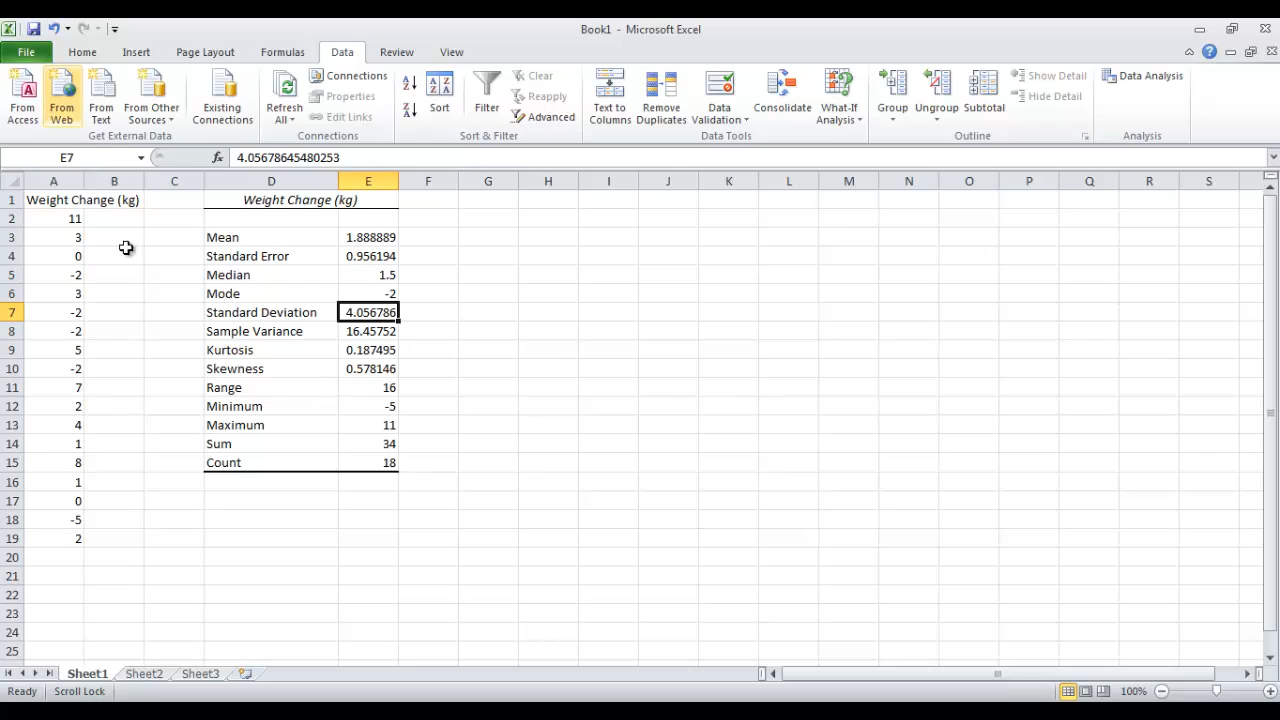 Book1 - Microsoft Excel
File Home Insert Page Layout Formulas Data Review View
From Access From Web From Text From Other Sources Existing Connections
Refresh All Connections Properties Edit Links
Sort Filter Clear Reapply Advanced
Text to Columns Remove Duplicates Data Validation Consolidate What-If Analysis
Group Ungroup Subtotal Show Detail Hide Detail
Data Analysis
Get External Data Connections Sort & Filter Data Tools Outline Analysis
E7 fx 4.05678645480253
A B C D E F G H I J K L M N O P Q R S
1 Weight Change (kg) Weight Change (kg)
2 11
3 3 Mean 1.888889
4 0 Standard Error 0.956194
5 -2 Median 1.5
6 3 Mode -2
7 -2 Standard Deviation 4.056786
8 -2 Sample Variance 16.45752
9 5 Kurtosis 0.187495
10 -2 Skewness 0.578146
11 7 Range 16
12 2 Minimum -5
13 4 Maximum 11
14 1 Sum 34
15 8 Count 18
16 1
17 0
18 -5
19 2
20
21
22
23
24
25
Sheet1 Sheet2 Sheet3
Ready Scroll Lock 100%